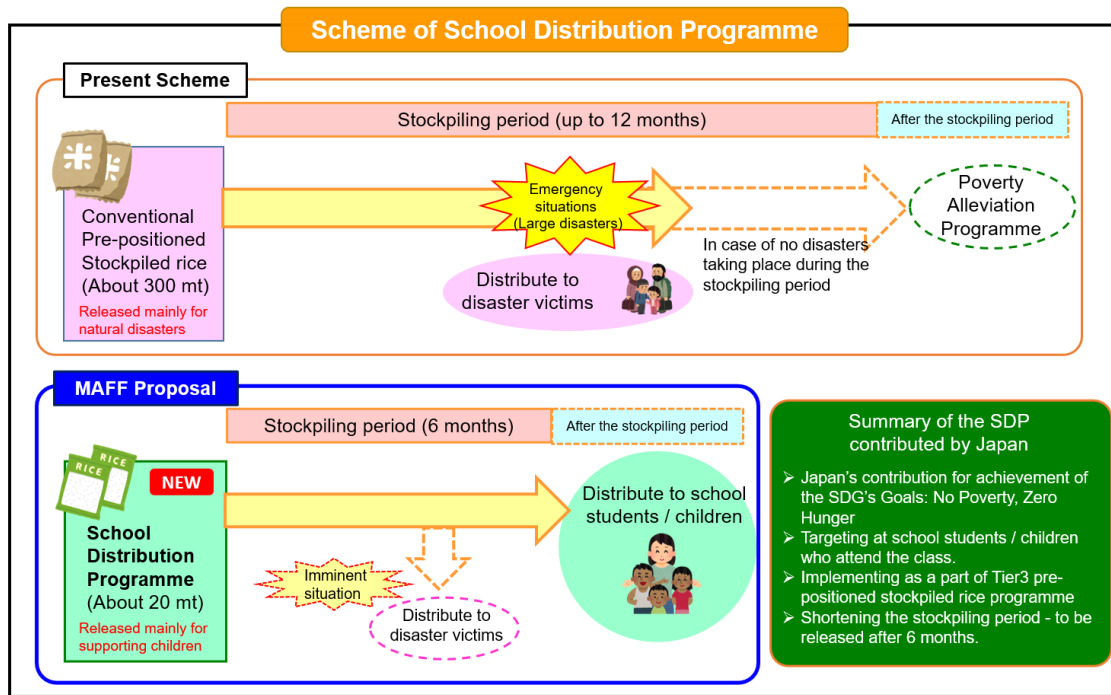 Scheme of School Distribution Programme
Present Scheme
Stockpiling period (up to 12 months)
After the stockpiling period
Conventional
Pre-positioned
Stockpiled rice
(About 300 mt)
Released mainly for
natural disasters
Emergency
situations
(Large disasters)
Distribute to
disaster victims
In case of no disasters
taking place during the
stockpiling period
Poverty
Alleviation
Programme
MAFF Proposal
Stockpiling period (6 months)
After the stockpiling period
RICE
RICE
NEW
School
Distribution
Programme
(About 20 mt)
Released mainly for
supporting children
Imminent
situation
Distribute to
disaster victims
Distribute to school
students / children
Summary of the SDP
contributed by Japan
➢ Japan's contribution for achievement of
the SDG's Goals: No Poverty, Zero
Hunger
➢ Targeting at school students / children
who attend the class.
➢ Implementing as a part of Tier3 pre-
positioned stockpiled rice programme
➢ Shortening the stockpiling period - to be
released after 6 months.